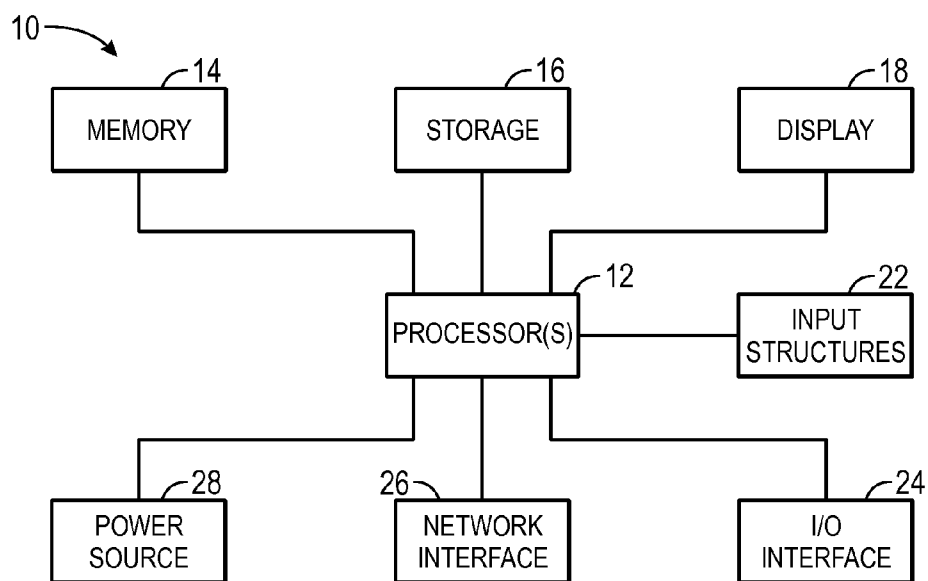 10
14
16
18
MEMORY
STORAGE
DISPLAY
12
22
PROCESSOR(S)
INPUT
STRUCTURES
28
26
24
POWER
SOURCE
NETWORK
INTERFACE
I/O
INTERFACE